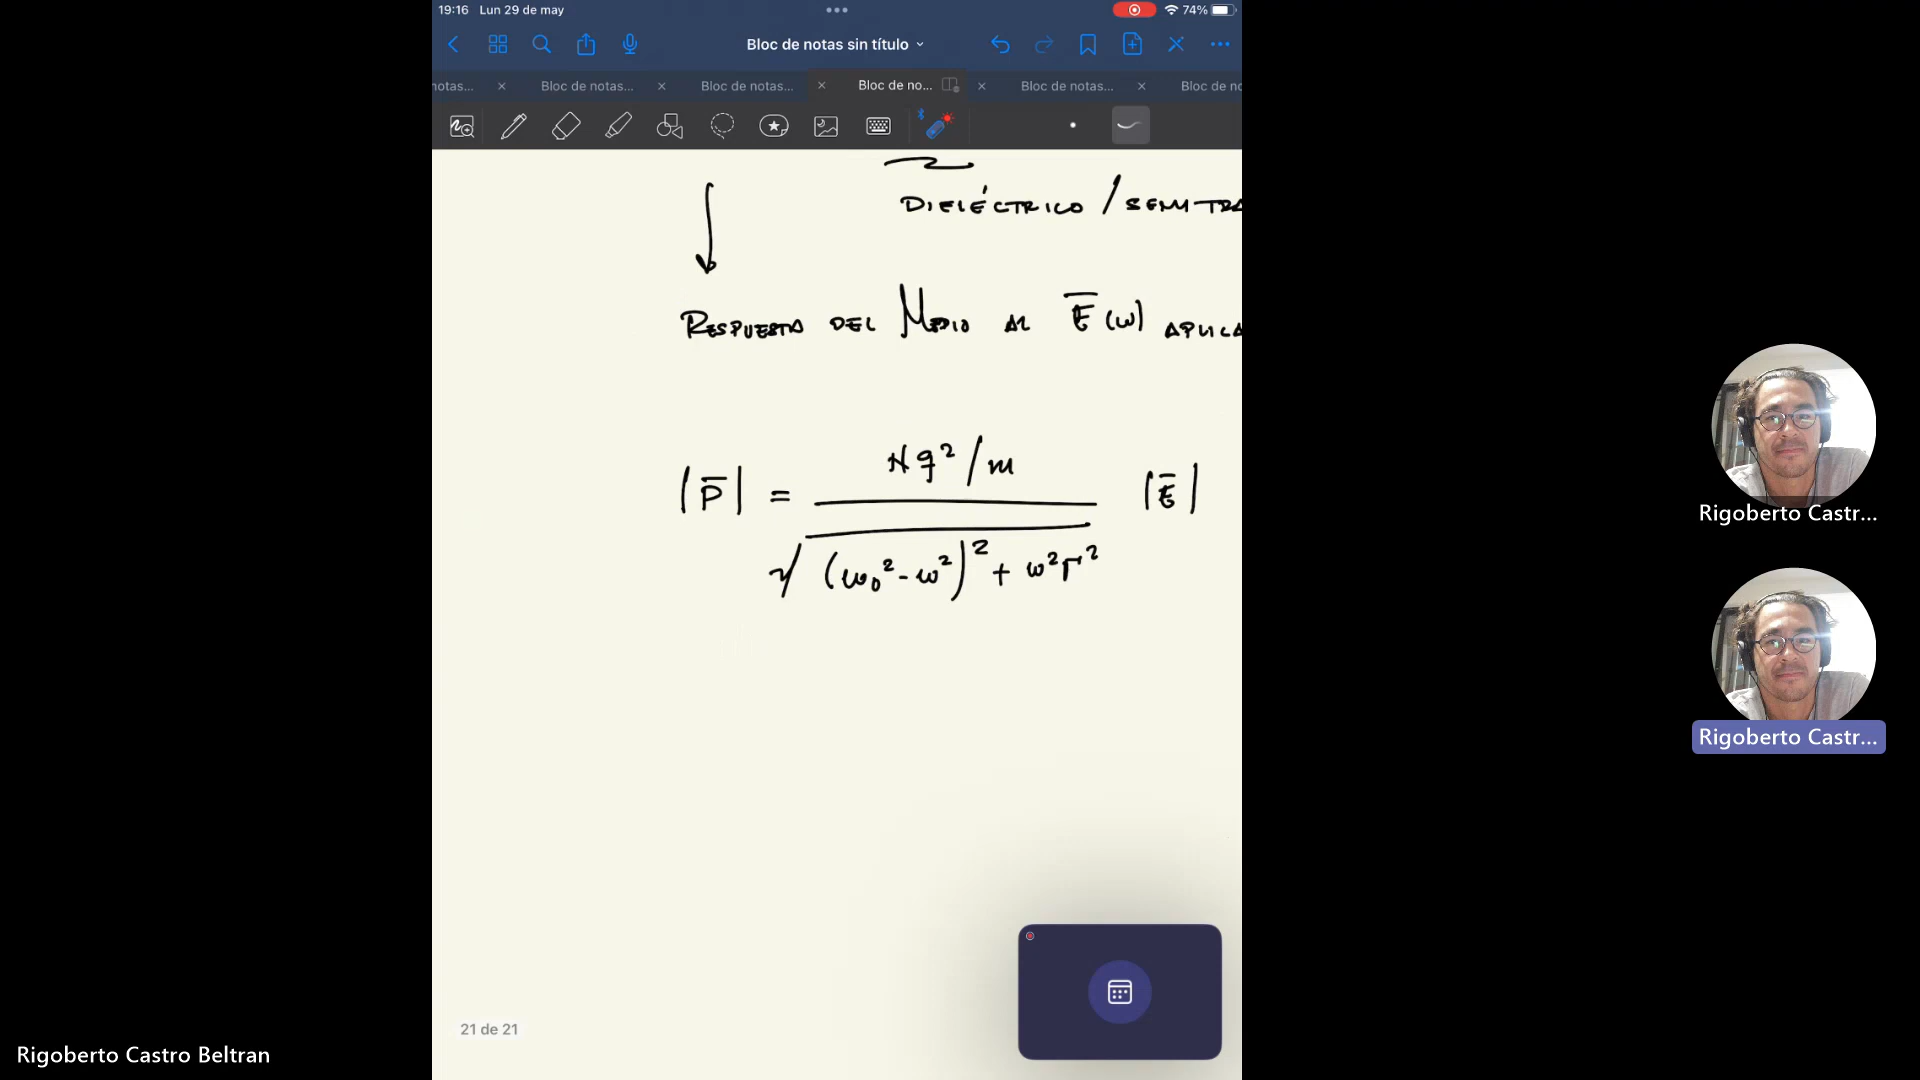 19:16 Lun 29 de may 74%
Bloc de notas sin título
notas... Bloc de notas... Bloc de notas... Bloc de no... Bloc de notas... Bloc de no
DIELÉCTRICO /
RESPUESTA DEL MEDIO AL E̅(ω) APLICA
|P̅| = (Nq²/m) / √((ω₀²-ω²)² + ω²Γ²) |E̅|
Rigoberto Castr...
Rigoberto Castr...
21 de 21
Rigoberto Castro Beltran